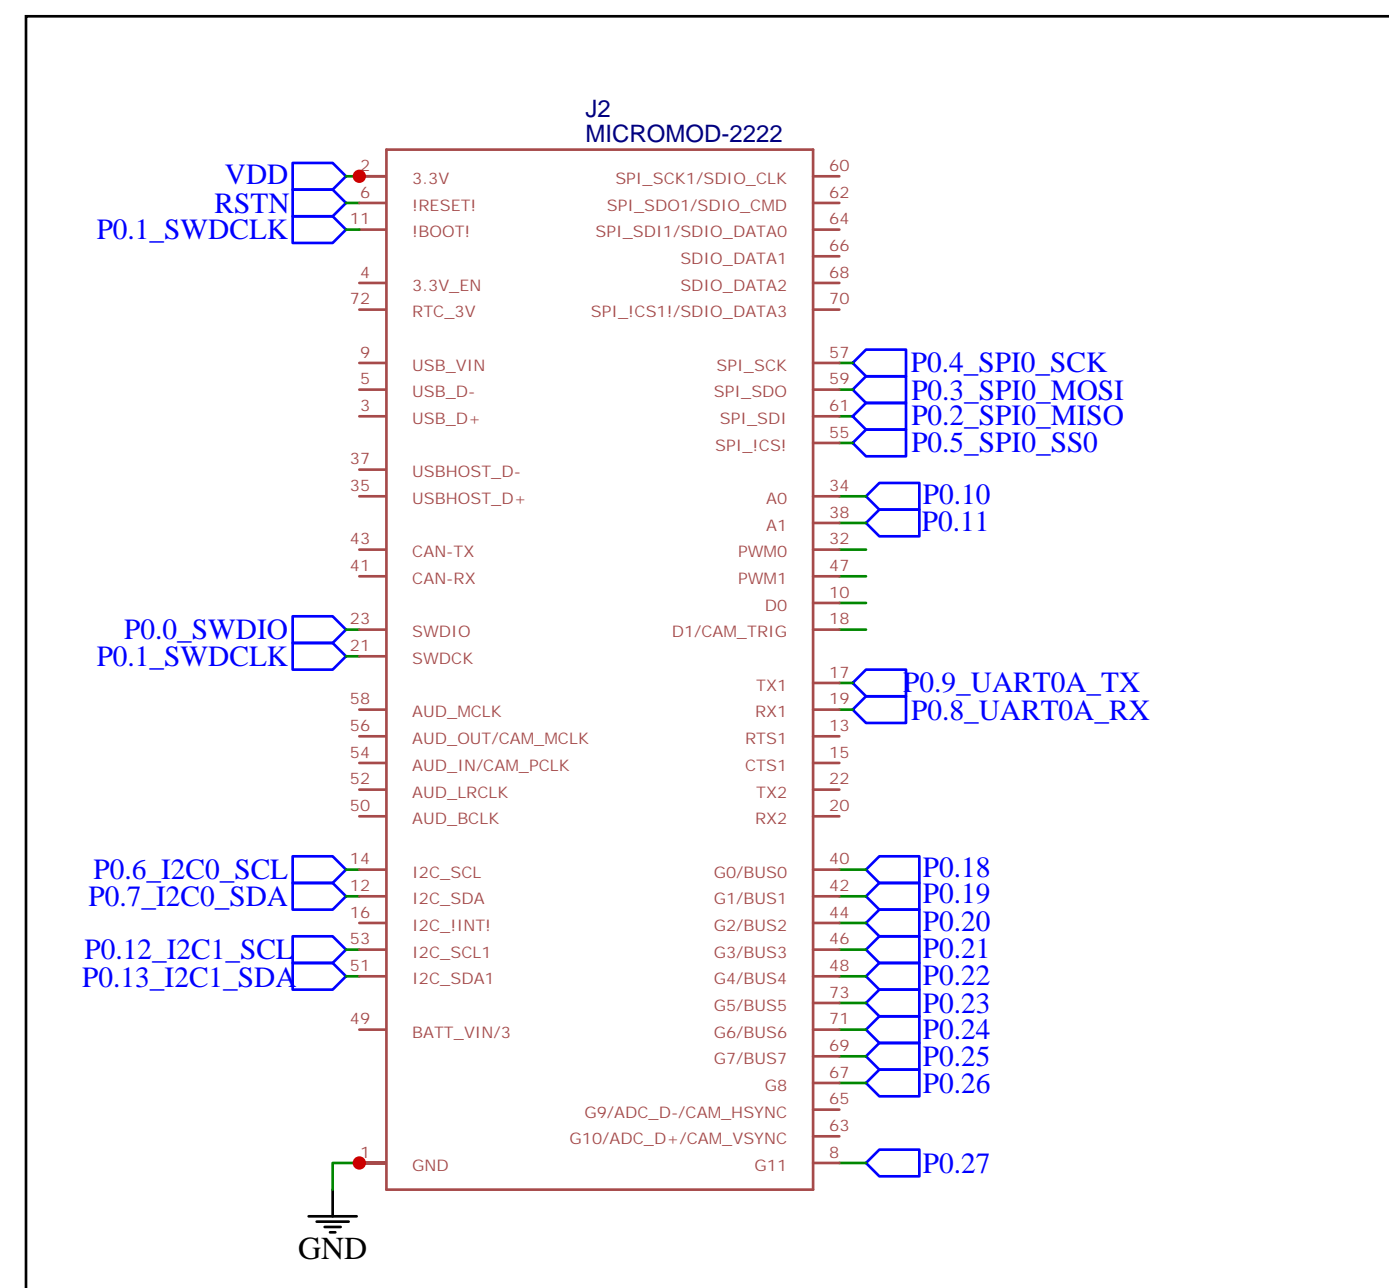 J2
MICROMOD-2222
VDD 2 3.3V SPI_SCK1/SDIO_CLK 60
RSTN 6 !RESET! SPI_SDO1/SDIO_CMD 62
P0.1_SWDCLK 11 !BOOT! SPI_SDI1/SDIO_DATA0 64
SDIO_DATA1 66
4 3.3V_EN SDIO_DATA2 68
72 RTC_3V SPI_!CS1!/SDIO_DATA3 70
9 USB_VIN SPI_SCK 57 P0.4_SPI0_SCK
5 USB_D- SPI_SDO 59 P0.3_SPI0_MOSI
3 USB_D+ SPI_SDI 61 P0.2_SPI0_MISO
SPI_!CS! 55 P0.5_SPI0_SS0
37 USBHOST_D-
35 USBHOST_D+ A0 34 P0.10
A1 38 P0.11
43 CAN-TX PWM0 32
41 CAN-RX PWM1 47
D0 10
P0.0_SWDIO 23 SWDIO D1/CAM_TRIG 18
P0.1_SWDCLK 21 SWDCK
TX1 17 P0.9_UART0A_TX
58 AUD_MCLK RX1 19 P0.8_UART0A_RX
56 AUD_OUT/CAM_MCLK RTS1 13
54 AUD_IN/CAM_PCLK CTS1 15
52 AUD_LRCLK TX2 22
50 AUD_BCLK RX2 20
P0.6_I2C0_SCL 14 I2C_SCL G0/BUS0 40 P0.18
P0.7_I2C0_SDA 12 I2C_SDA G1/BUS1 42 P0.19
16 I2C_!INT! G2/BUS2 44 P0.20
P0.12_I2C1_SCL 53 I2C_SCL1 G3/BUS3 46 P0.21
P0.13_I2C1_SDA 51 I2C_SDA1 G4/BUS4 48 P0.22
G5/BUS5 73 P0.23
49 BATT_VIN/3 G6/BUS6 71 P0.24
G7/BUS7 69 P0.25
G8 67 P0.26
G9/ADC_D-/CAM_HSYNC 65
G10/ADC_D+/CAM_VSYNC 63
1 GND G11 8 P0.27
GND